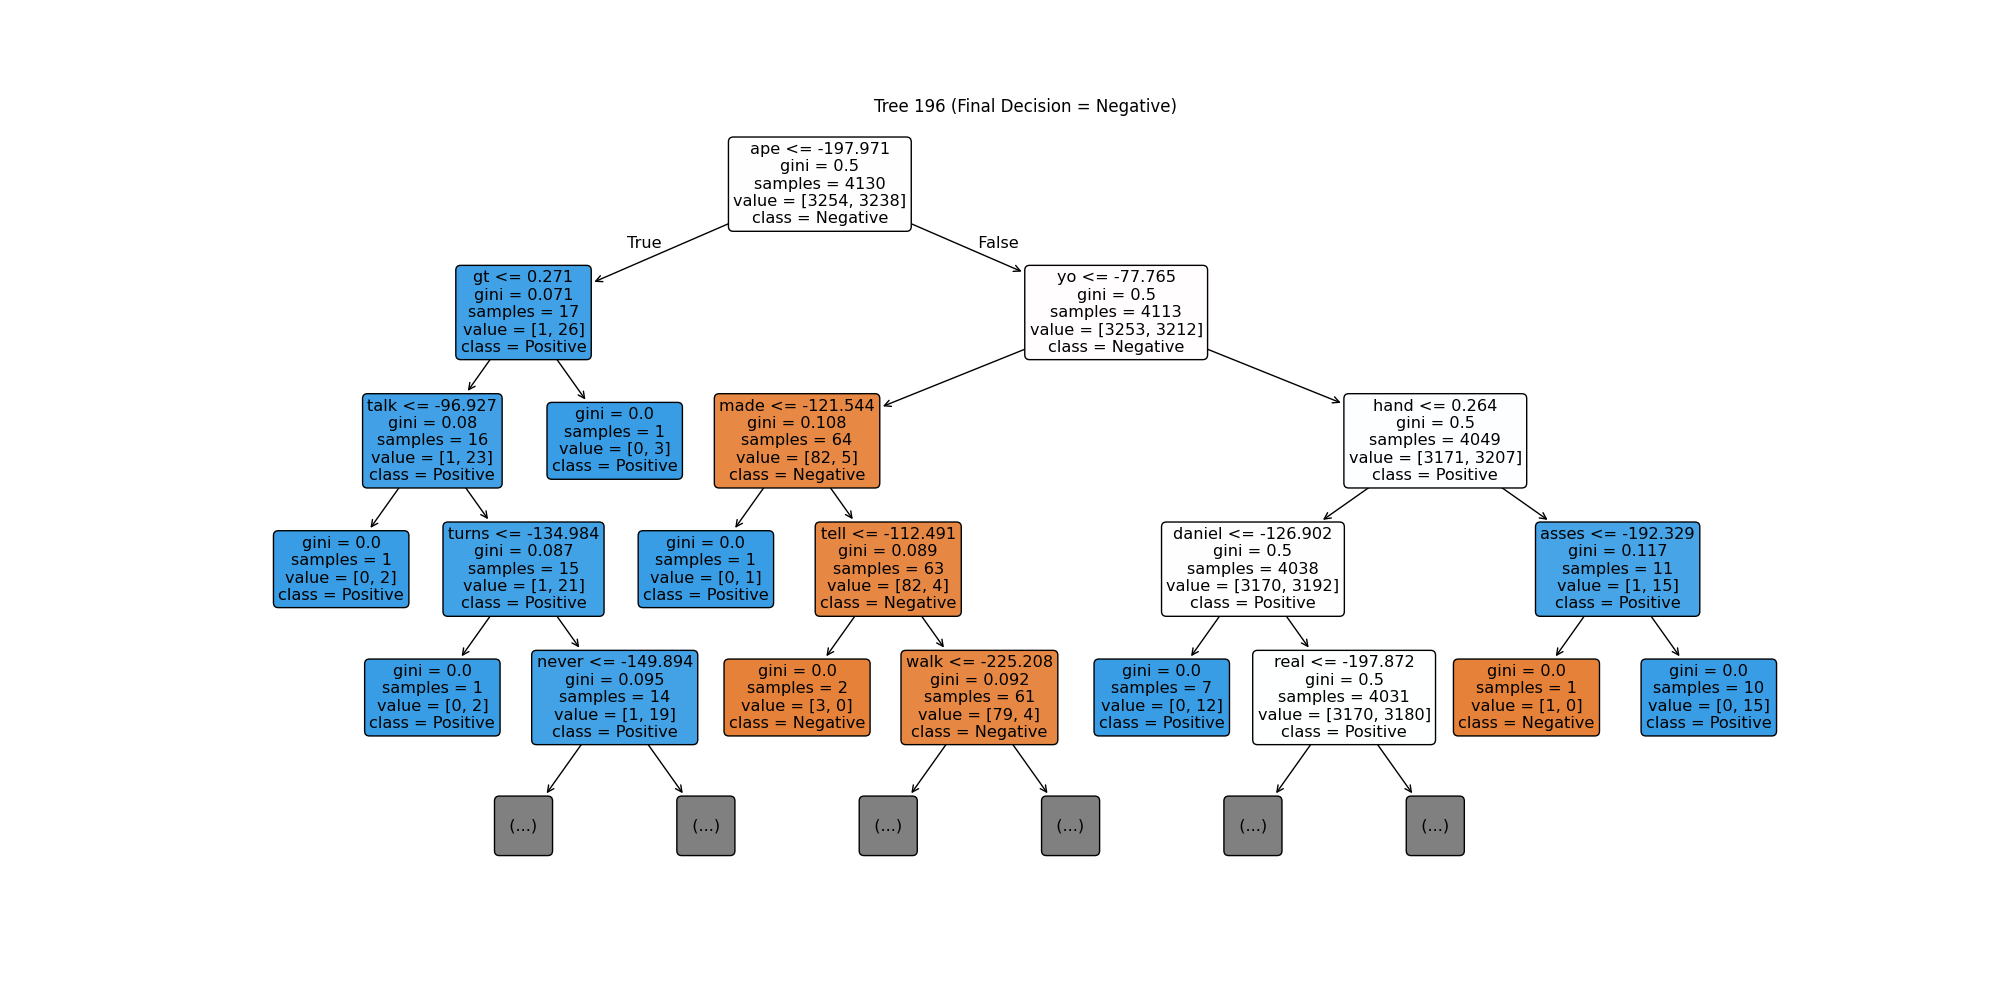 Tree 196 (Final Decision = Negative)
ape <= -197.971
gini = 0.5
samples = 4130
value = [3254, 3238]
class = Negative
True
False
gt <= 0.271
gini = 0.071
samples = 17
value = [1, 26]
class = Positive
yo <= -77.765
gini = 0.5
samples = 4113
value = [3253, 3212]
class = Negative
talk <= -96.927
gini = 0.08
samples = 16
value = [1, 23]
class = Positive
gini = 0.0
samples = 1
value = [0, 3]
class = Positive
made <= -121.544
gini = 0.108
samples = 64
value = [82, 5]
class = Negative
hand <= 0.264
gini = 0.5
samples = 4049
value = [3171, 3207]
class = Positive
gini = 0.0
samples = 1
value = [0, 2]
class = Positive
turns <= -134.984
gini = 0.087
samples = 15
value = [1, 21]
class = Positive
gini = 0.0
samples = 1
value = [0, 1]
class = Positive
tell <= -112.491
gini = 0.089
samples = 63
value = [82, 4]
class = Negative
daniel <= -126.902
gini = 0.5
samples = 4038
value = [3170, 3192]
class = Positive
asses <= -192.329
gini = 0.117
samples = 11
value = [1, 15]
class = Positive
gini = 0.0
samples = 1
value = [0, 2]
class = Positive
never <= -149.894
gini = 0.095
samples = 14
value = [1, 19]
class = Positive
gini = 0.0
samples = 2
value = [3, 0]
class = Negative
walk <= -225.208
gini = 0.092
samples = 61
value = [79, 4]
class = Negative
gini = 0.0
samples = 7
value = [0, 12]
class = Positive
real <= -197.872
gini = 0.5
samples = 4031
value = [3170, 3180]
class = Positive
gini = 0.0
samples = 1
value = [1, 0]
class = Negative
gini = 0.0
samples = 10
value = [0, 15]
class = Positive
(...)
(...)
(...)
(...)
(...)
(...)